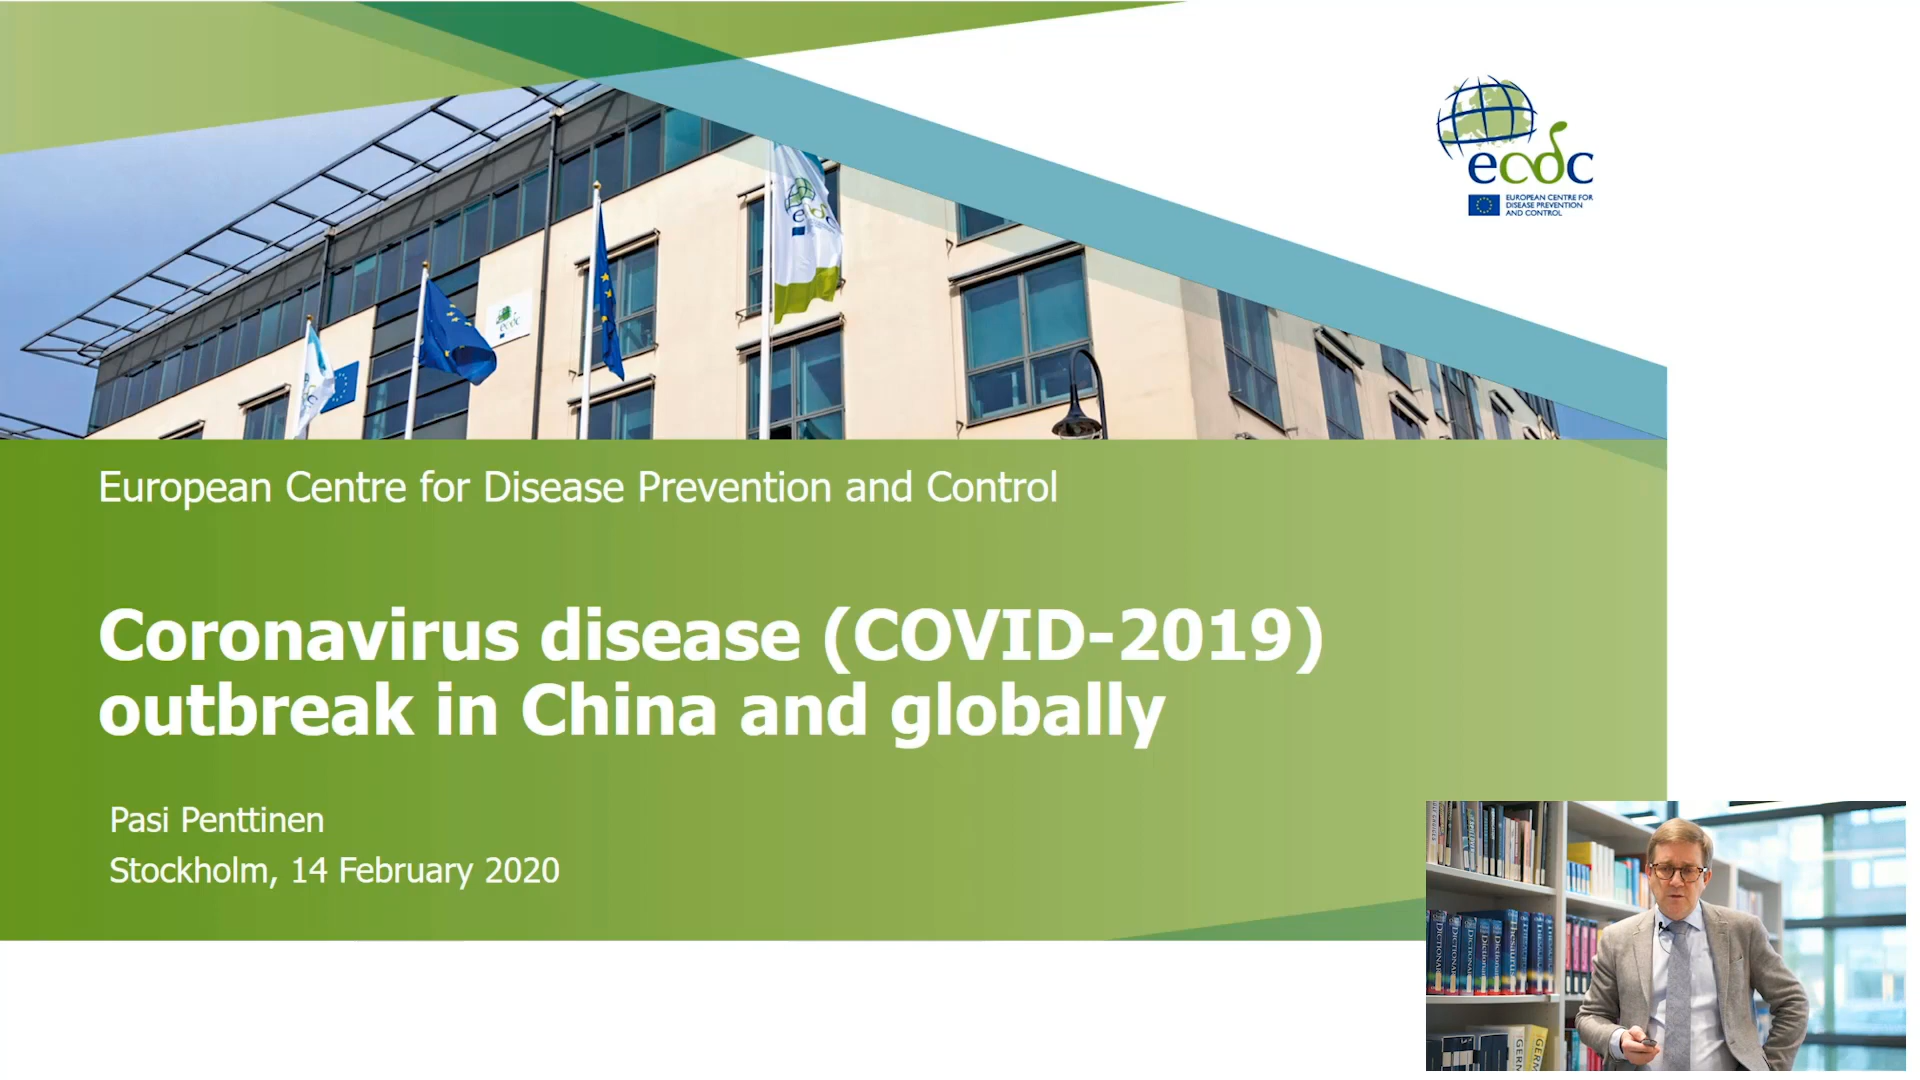 ecdc
EUROPEAN CENTRE FOR
DISEASE PREVENTION
AND CONTROL
European Centre for Disease Prevention and Control
Coronavirus disease (COVID-2019)
outbreak in China and globally
Pasi Penttinen
Stockholm, 14 February 2020